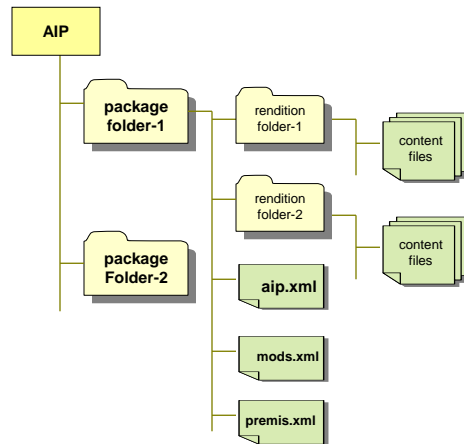 AIP
package
folder-1
rendition
folder-1
content
files
rendition
folder-2
content
files
package
Folder-2
aip.xml
mods.xml
premis.xml